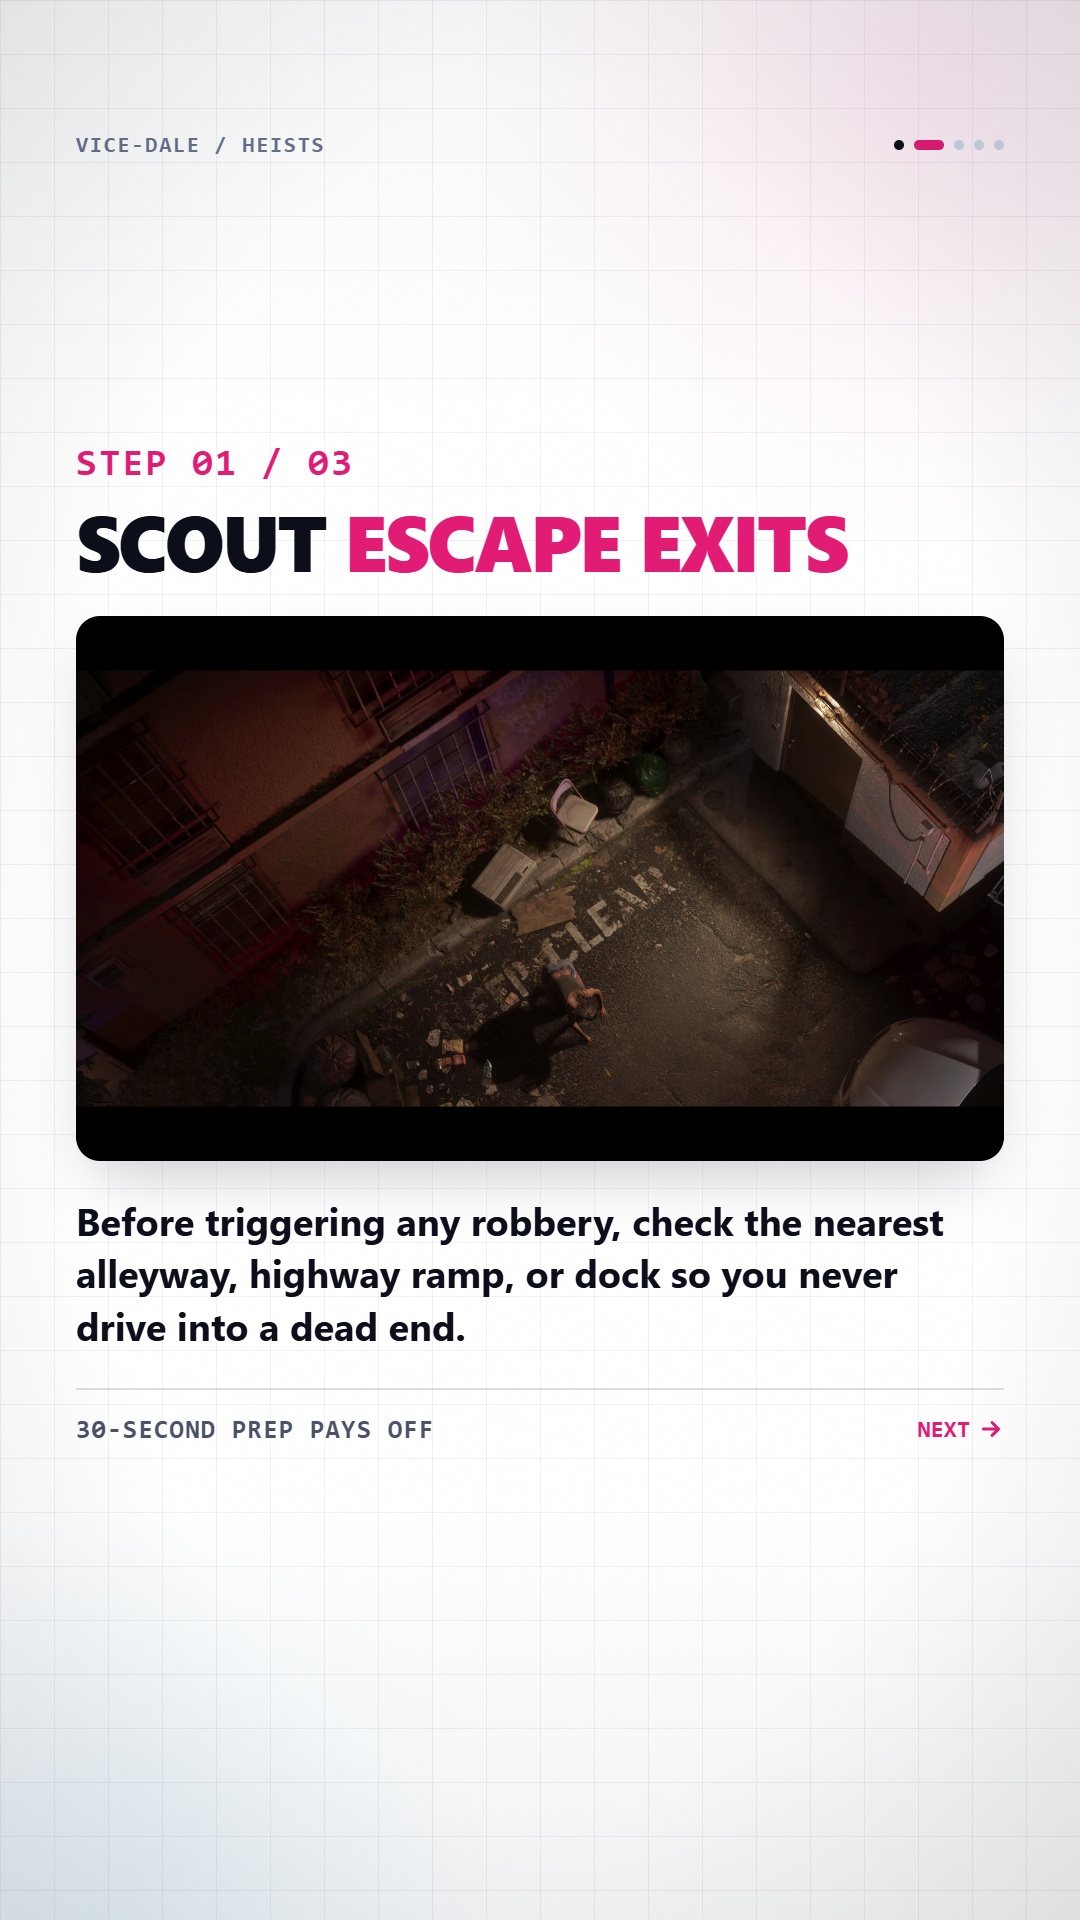 VICE-DALE / HEISTS
STEP 01 / 03
SCOUT ESCAPE EXITS
CLEAR
Before triggering any robbery, check the nearest
alleyway, highway ramp, or dock so you never
drive into a dead end.
30-SECOND PREP PAYS OFF
NEXT →